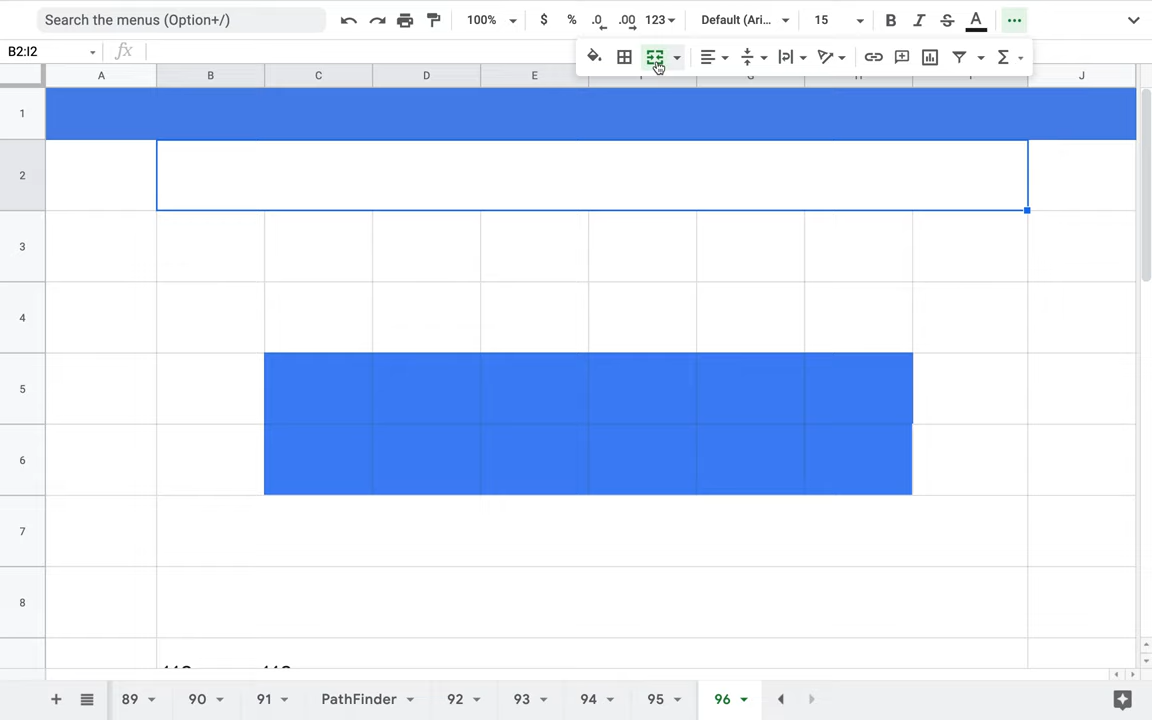 Search the menus (Option+/)
100%
$
%
.0
.00
123
Default (Ari...
15
B
I
S
A
B2:I2
fx
A
B
C
D
E
J
1
2
3
4
5
6
7
8
89
90
91
PathFinder
92
93
94
95
96